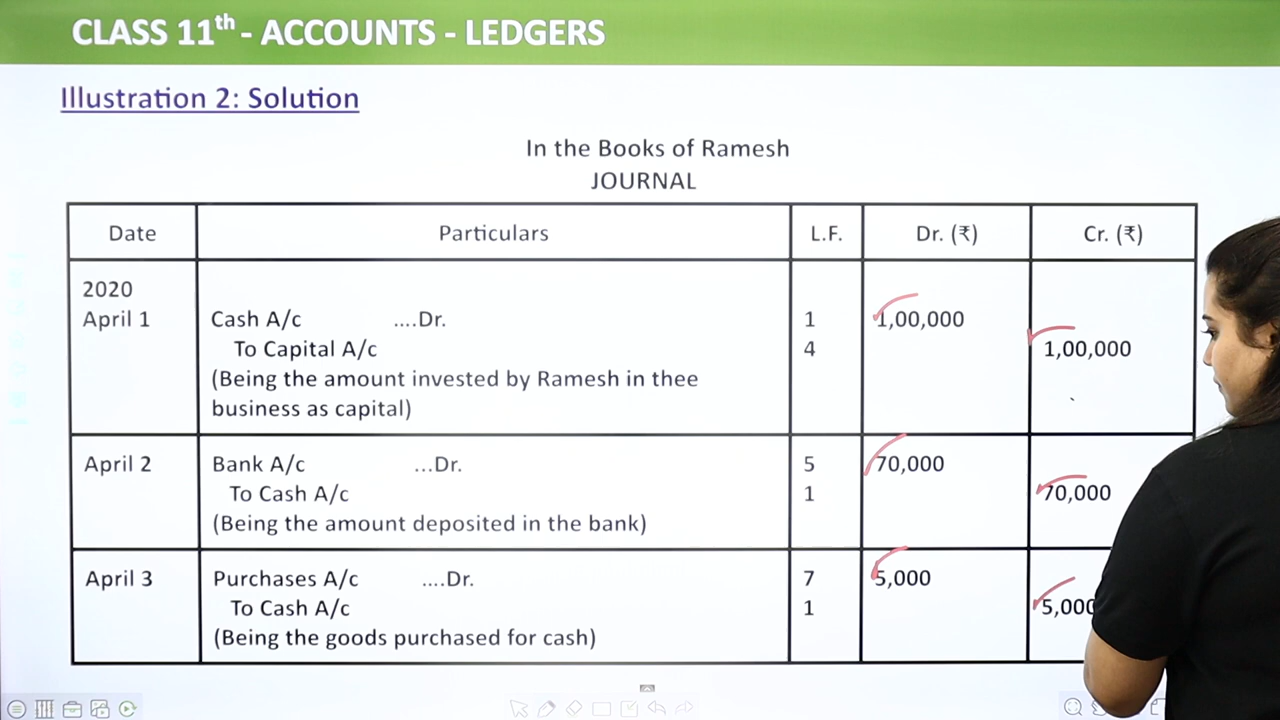 CLASS 11th - ACCOUNTS - LEDGERS
Illustration 2: Solution
In the Books of Ramesh
JOURNAL
Date Particulars L.F. Dr. (₹) Cr. (₹)
2020
April 1 Cash A/c ....Dr. 1 1,00,000
To Capital A/c 4 1,00,000
(Being the amount invested by Ramesh in thee
business as capital)
April 2 Bank A/c ...Dr. 5 70,000
To Cash A/c 1 70,000
(Being the amount deposited in the bank)
April 3 Purchases A/c ....Dr. 7 5,000
To Cash A/c 1 5,000
(Being the goods purchased for cash)